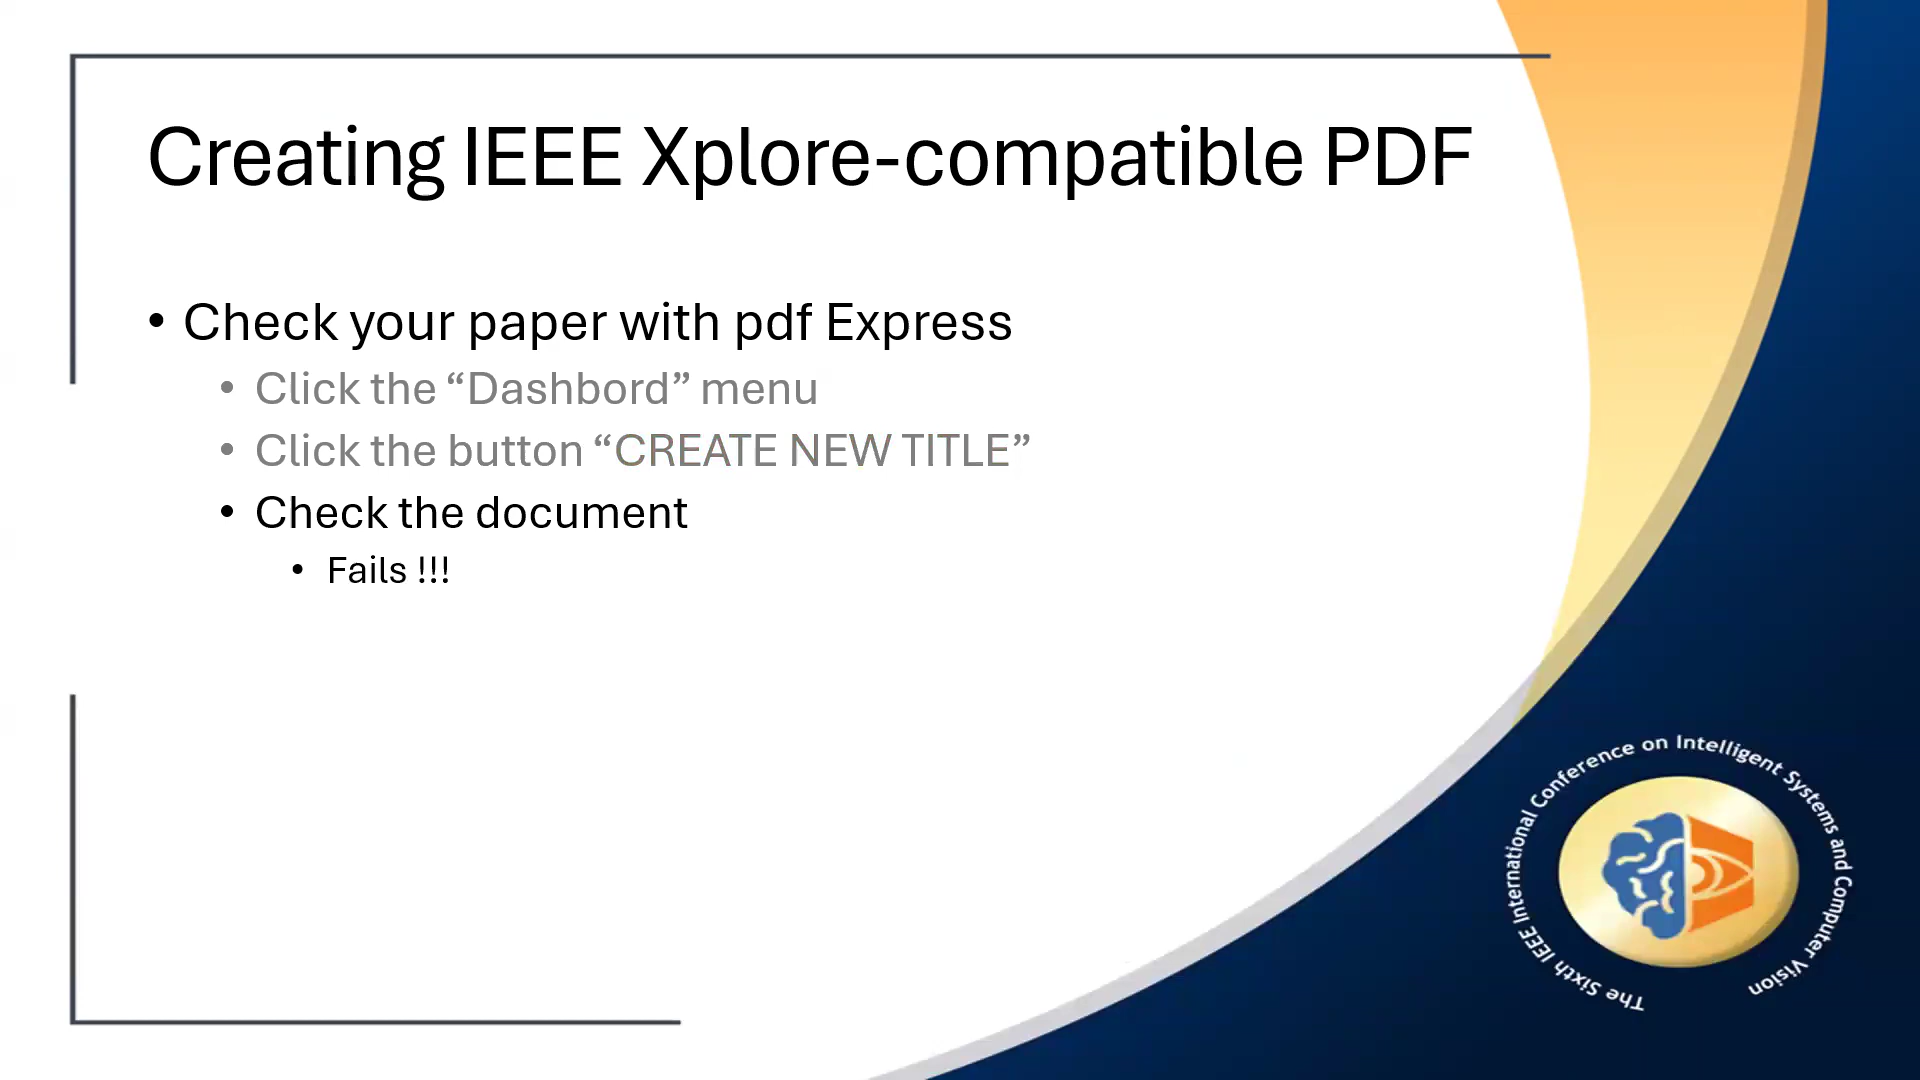 Creating IEEE Xplore-compatible PDF
• Check your paper with pdf Express
• Click the “Dashbord” menu
• Click the button “CREATE NEW TITLE”
• Check the document
• Fails !!!
The Sixth IEEE International Conference on Intelligent Systems and Computer Vision